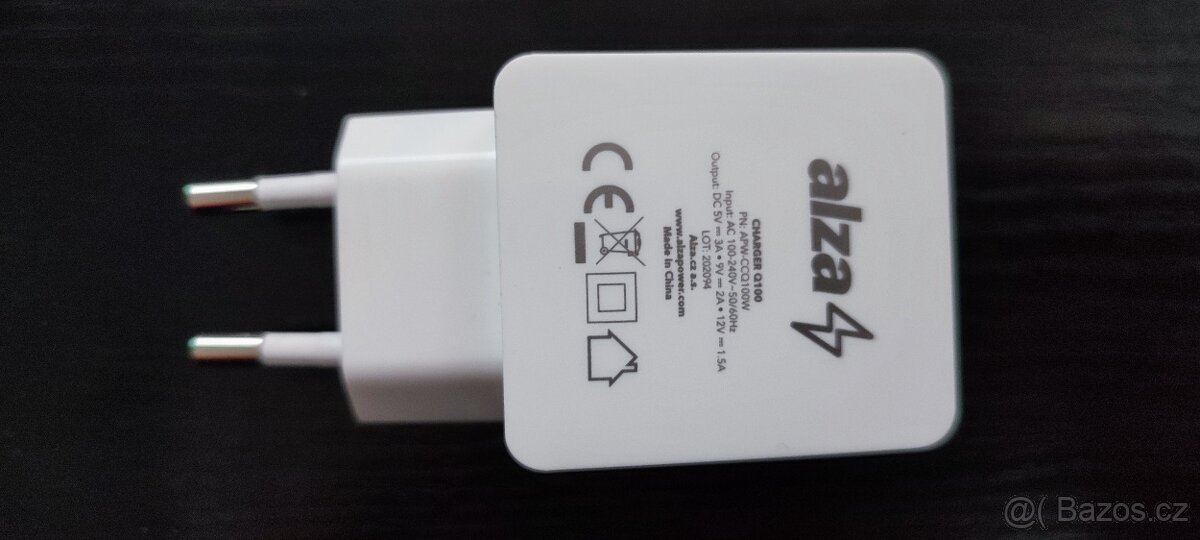 alza
CHARGER Q100
PN: APW-CCQ100W
Input: AC 100-240V~50/60Hz
Output: DC 5V ⎓ 3A • 9V ⎓ 2A • 12V ⎓ 1.5A
LOT: 202094
Alza.cz a.s.
www.alzapower.com
Made in China
CE
@( Bazos.cz